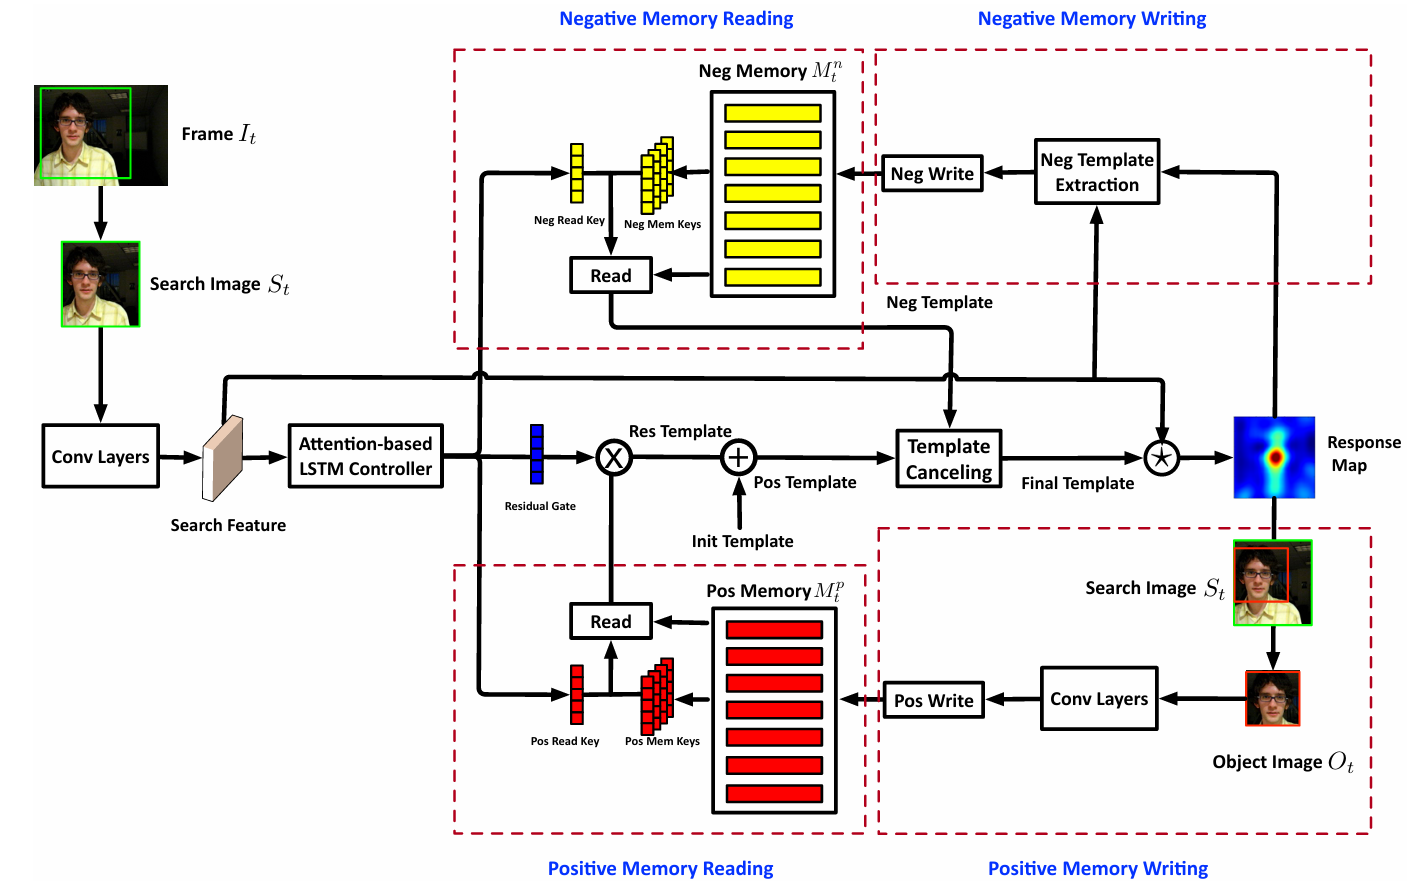 Negative Memory Reading
Negative Memory Writing
Neg Memory $M_t^n$
Frame $I_t$
Neg Read Key
Neg Mem Keys
Neg Write
Neg Template
Extraction
Read
Search Image $S_t$
Neg Template
Conv Layers
Search Feature
Attention-based
LSTM Controller
Residual Gate
X
Res Template
+
Pos Template
Init Template
Template
Canceling
Final Template
Response
Map
Search Image $S_t$
Pos Memory $M_t^p$
Read
Pos Read Key
Pos Mem Keys
Pos Write
Conv Layers
Object Image $O_t$
Positive Memory Reading
Positive Memory Writing